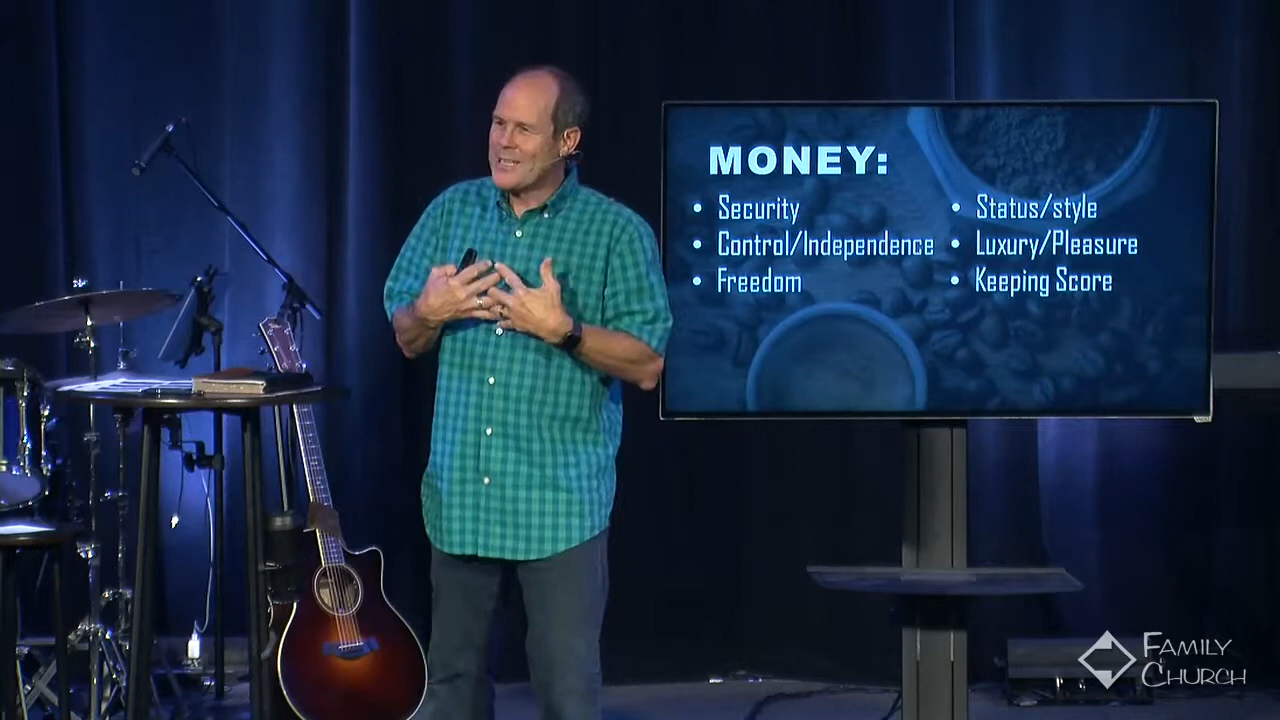 MONEY:
• Security
• Control/Independence
• Freedom
• Status/style
• Luxury/Pleasure
• Keeping Score
FAMILY
CHURCH